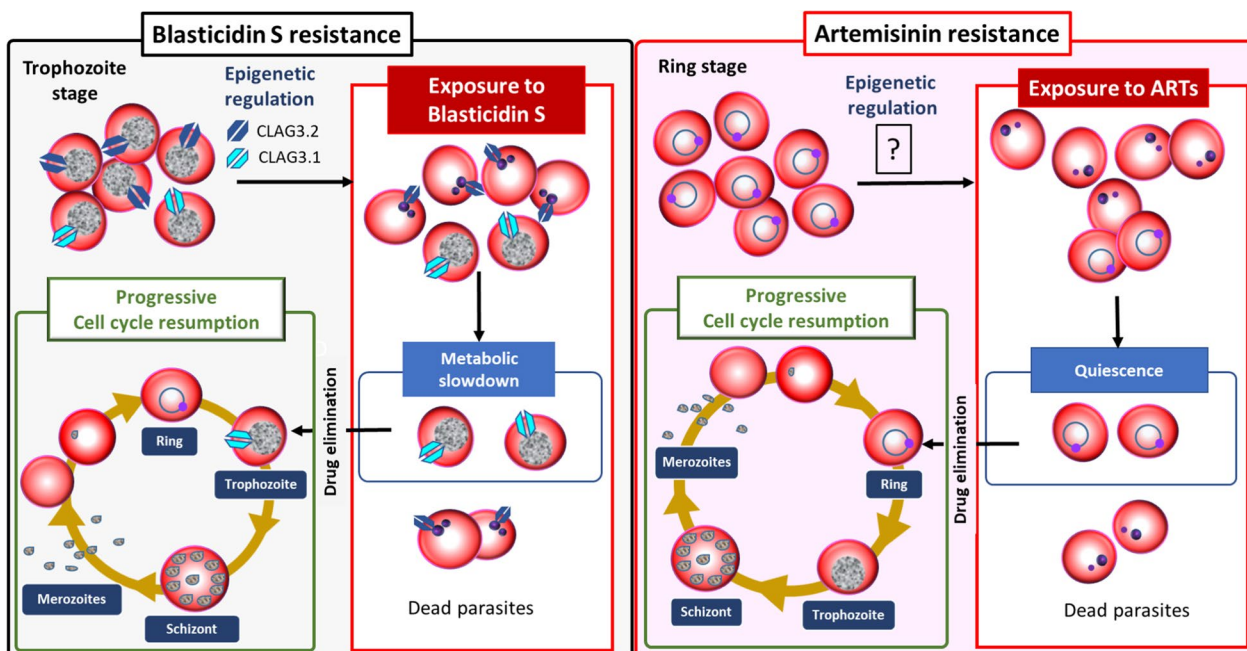 Blasticidin S resistance
Trophozoite
stage
Epigenetic
regulation
CLAG3.2
CLAG3.1
Exposure to
Blasticidin S
Progressive
Cell cycle resumption
Metabolic
slowdown
Drug elimination
Ring
Trophozoite
Merozoites
Schizont
Dead parasites
Artemisinin resistance
Ring stage
Epigenetic
regulation
?
Exposure to ARTs
Progressive
Cell cycle resumption
Quiescence
Drug elimination
Merozoites
Ring
Schizont
Trophozoite
Dead parasites